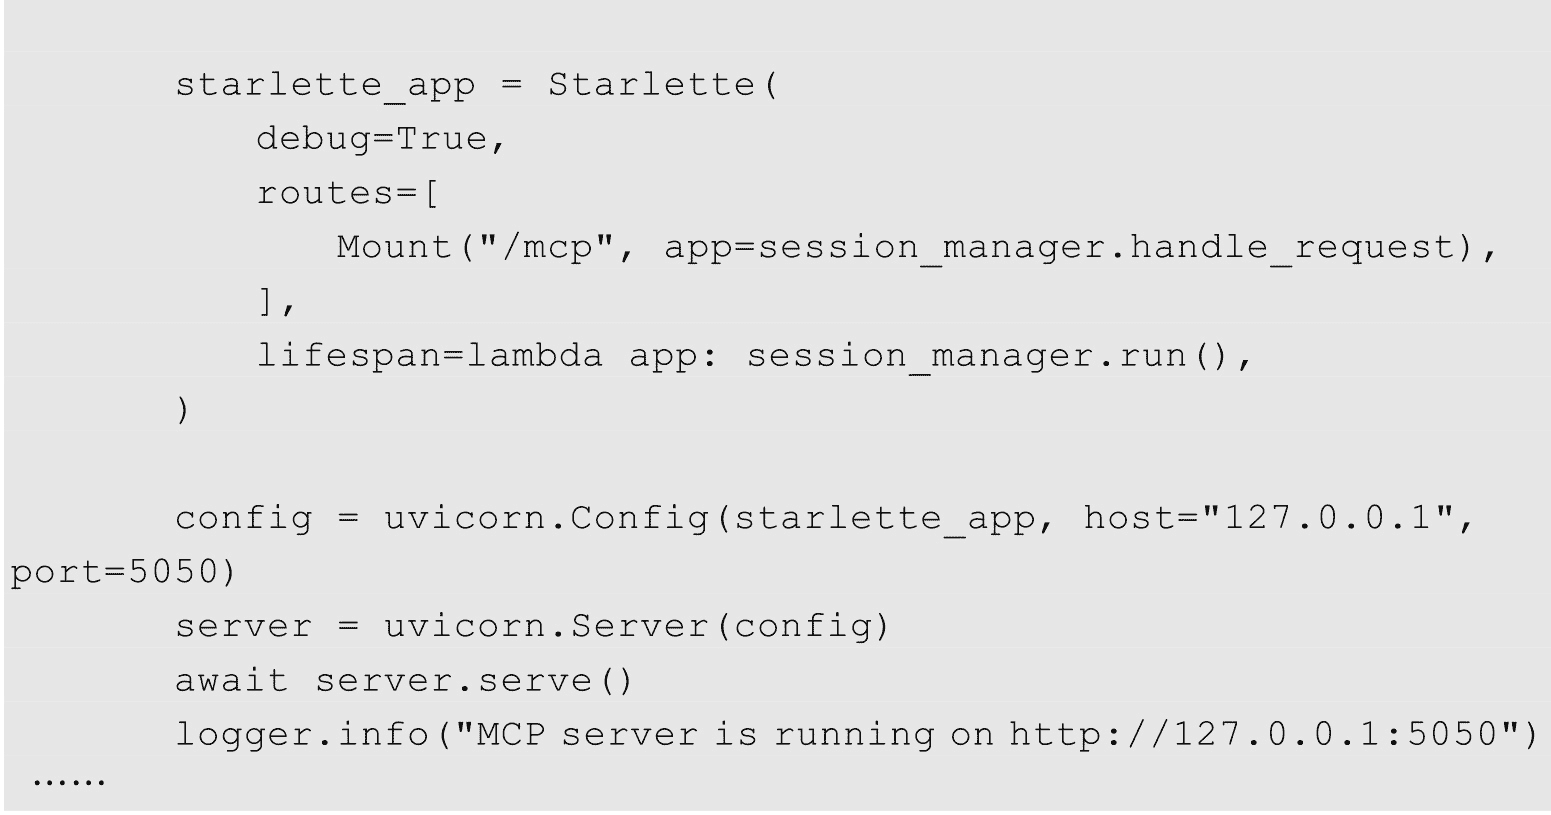 starlette_app = Starlette(
debug=True,
routes=[
Mount("/mcp", app=session_manager.handle_request),
],
lifespan=lambda app: session_manager.run(),
)
config = uvicorn.Config(starlette_app, host="127.0.0.1",
port=5050)
server = uvicorn.Server(config)
await server.serve()
logger.info("MCP server is running on http://127.0.0.1:5050")
……